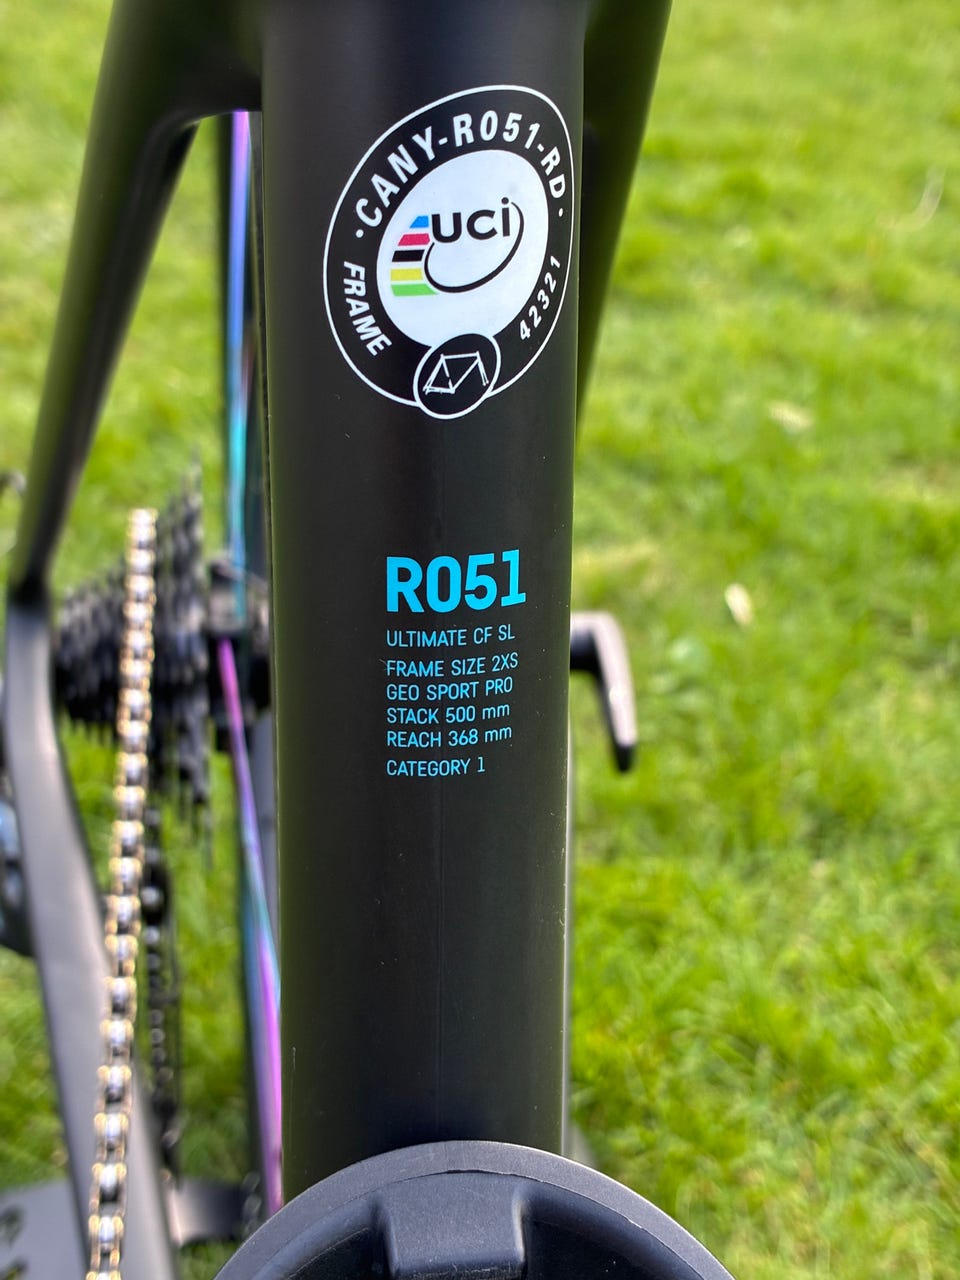 ·CANY-R051-RD·
FRAME
42321
UCi
R051
ULTIMATE CF SL
FRAME SIZE 2XS
GEO SPORT PRO
STACK 500 mm
REACH 368 mm
CATEGORY 1